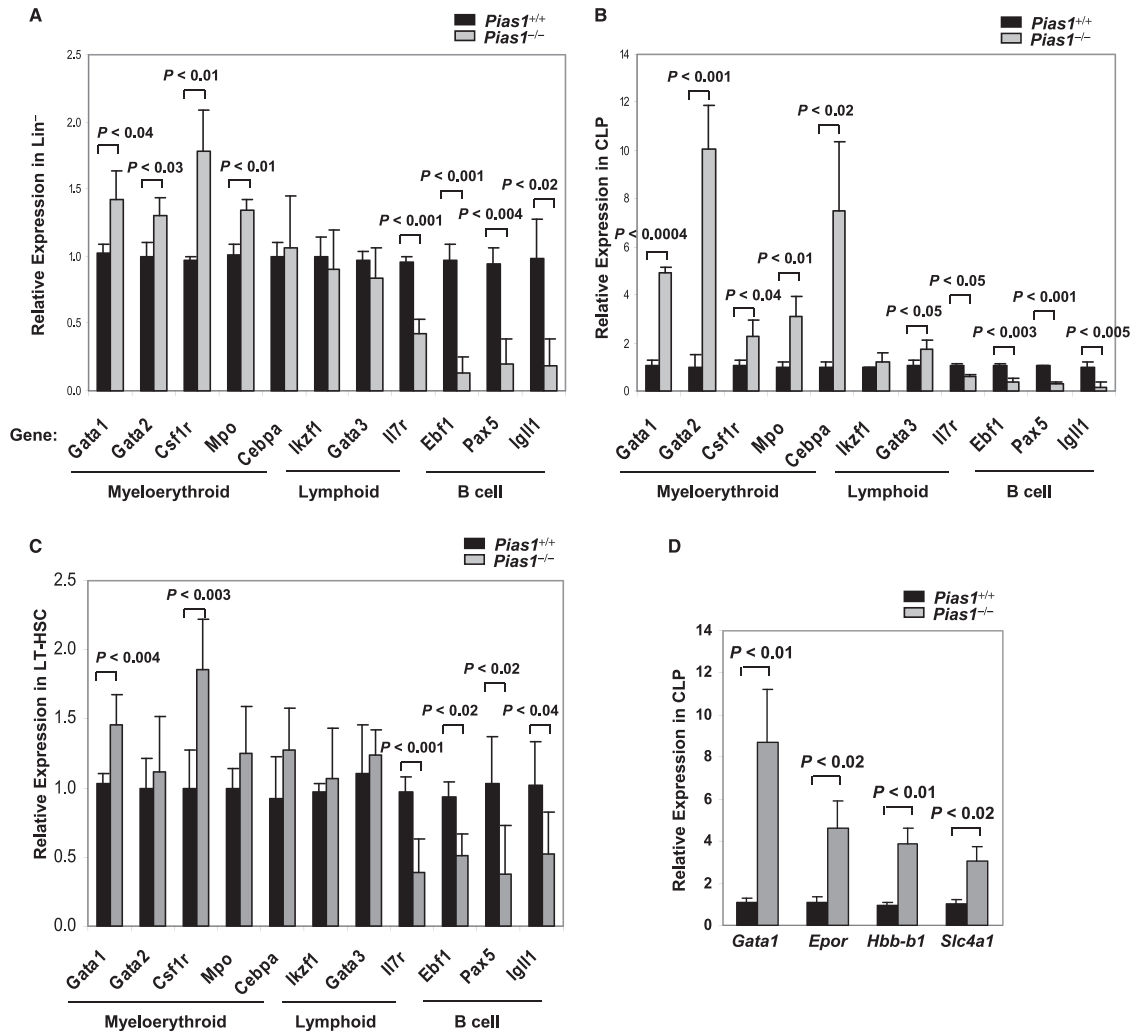 A
Pias1+/+
Pias1−/−
Relative Expression in Lin−
2.5
2.0
1.5
1.0
0.5
0.0
P < 0.04
P < 0.03
P < 0.01
P < 0.01
P < 0.001
P < 0.001
P < 0.004
P < 0.02
Gene:
Gata1
Gata2
Csf1r
Mpo
Cebpa
Ikzf1
Gata3
Il7r
Ebf1
Pax5
Igll1
Myeloerythroid
Lymphoid
B cell
B
Pias1+/+
Pias1−/−
Relative Expression in CLP
14
12
10
8
6
4
2
0
P < 0.0004
P < 0.001
P < 0.04
P < 0.01
P < 0.02
P < 0.05
P < 0.05
P < 0.003
P < 0.001
P < 0.005
Gata1
Gata2
Csf1r
Mpo
Cebpa
Ikzf1
Gata3
Il7r
Ebf1
Pax5
Igll1
Myeloerythroid
Lymphoid
B cell
C
Pias1+/+
Pias1−/−
Relative Expression in LT-HSC
2.5
2.0
1.5
1.0
0.5
0.0
P < 0.004
P < 0.003
P < 0.001
P < 0.02
P < 0.02
P < 0.04
Gata1
Gata2
Csf1r
Mpo
Cebpa
Ikzf1
Gata3
Il7r
Ebf1
Pax5
Igll1
Myeloerythroid
Lymphoid
B cell
D
Pias1+/+
Pias1−/−
Relative Expression in CLP
14
12
10
8
6
4
2
0
P < 0.01
P < 0.02
P < 0.01
P < 0.02
Gata1
Epor
Hbb-b1
Slc4a1